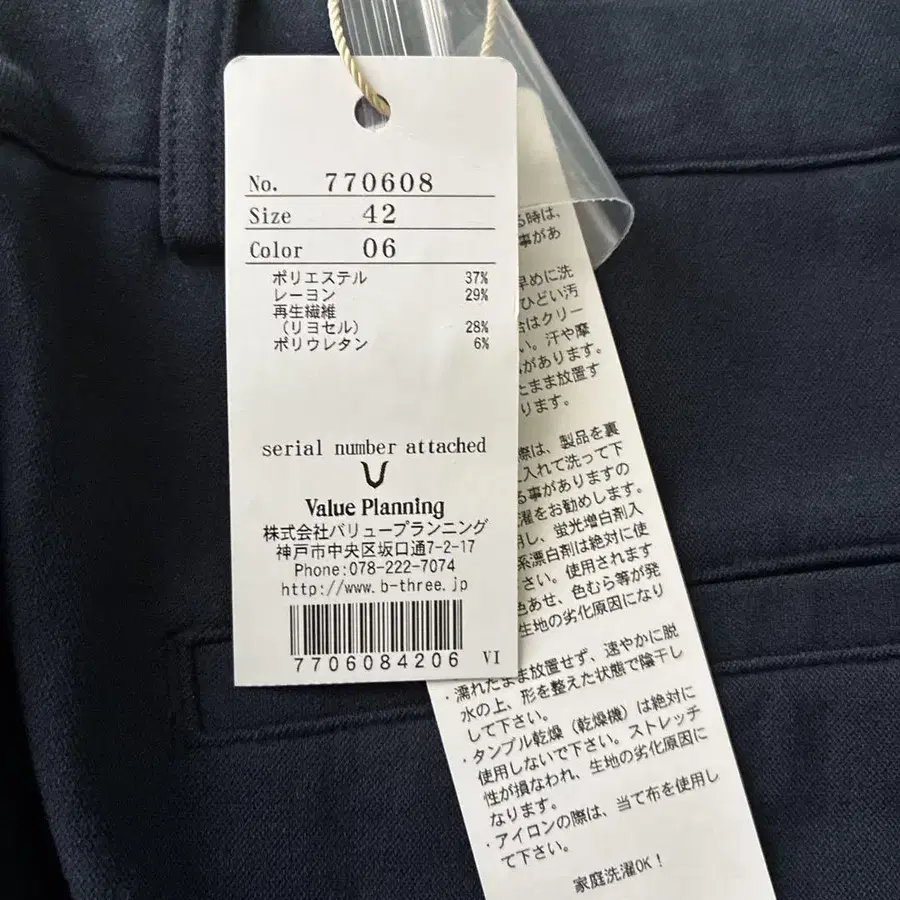 No. 770608
Size 42
Color 06
ポリエステル 37%
レーヨン 29%
再生繊維
（リヨセル） 28%
ポリウレタン 6%
serial number attached
Value Planning
株式会社バリュープランニング
神戸市中央区坂口通7-2-17
Phone:078-222-7074
http://www.b-three.jp
7706084206 VI
る時は、
事があ
早めに洗
ひどい汚
合はクリー
い。汗や摩
があります。
たまま放置す
ります。
際は、製品を裏
に入れて洗って下
る事がありますの
濯をお勧めします。
用し、蛍光増白剤入
系漂白剤は絶対に使
さい。使用されます
色あせ、色むら等が発
生地の劣化原因になり
・濡れたまま放置せず、速やかに脱
水の上、形を整えた状態で陰干し
して下さい。
・タンブル乾燥（乾燥機）は絶対に
使用しないで下さい。ストレッチ
性が損なわれ、生地の劣化原因に
なります。
・アイロンの際は、当て布を使用し
て下さい。
家庭洗濯OK！